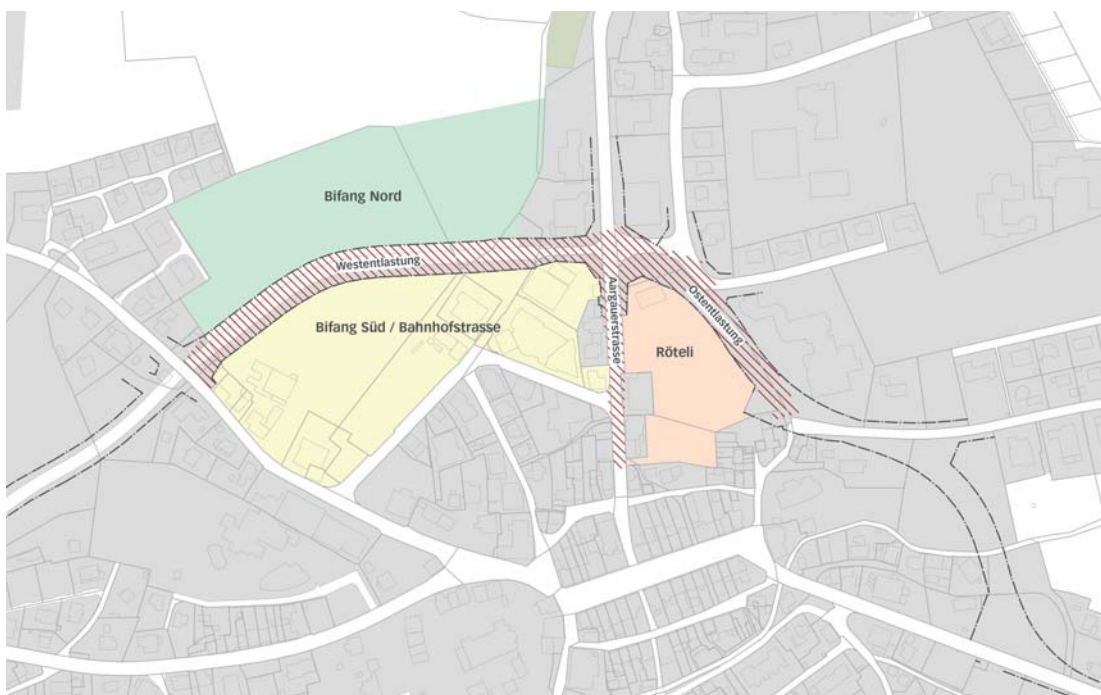 Bifang Nord
Westentlastung
Bifang Süd / Bahnhofstrasse
Aargauerstrasse
Ostentlastung
Röteli